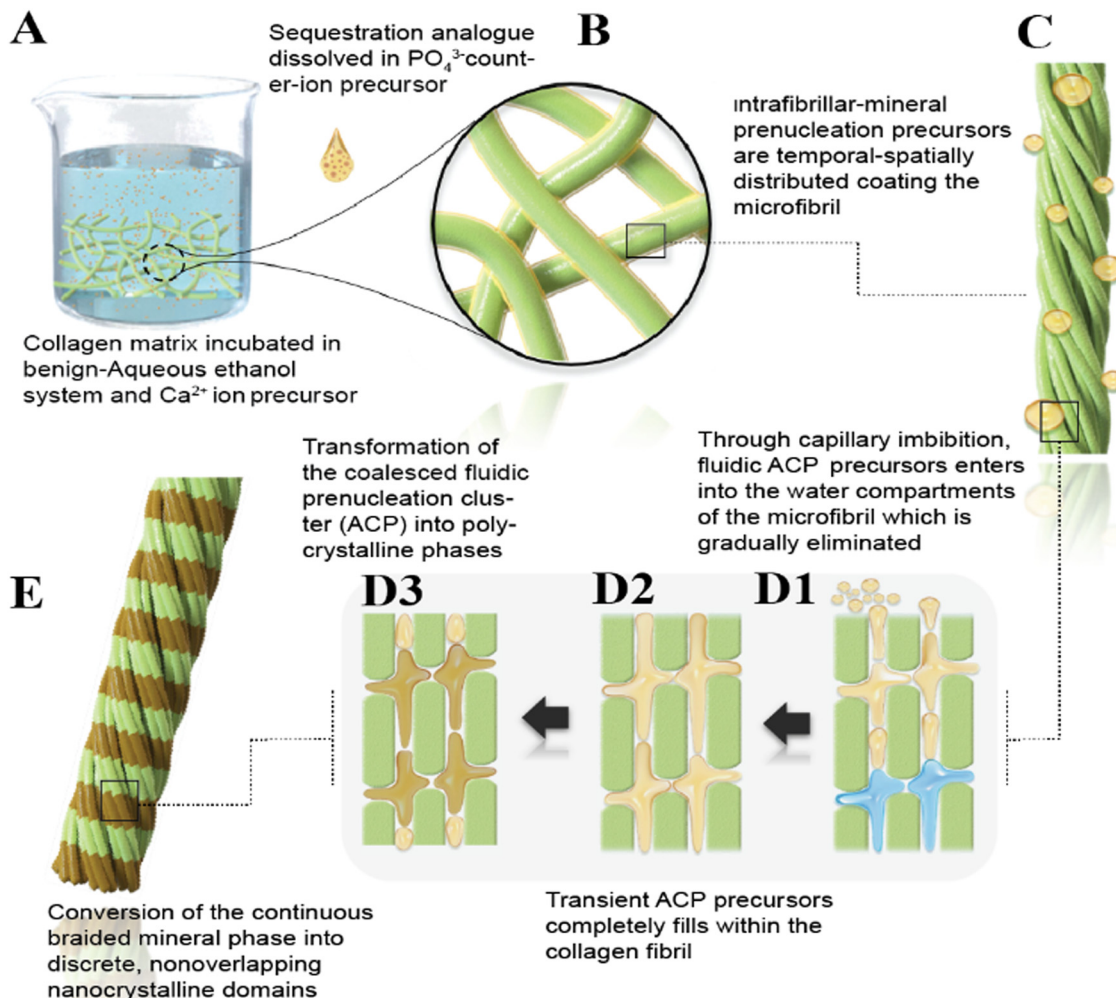 A
Sequestration analogue
dissolved in PO₄³⁻count-
er-ion precursor
B
C
Intrafibrillar-mineral
prenucleation precursors
are temporal-spatially
distributed coating the
microfibril
Collagen matrix incubated in
benign-Aqueous ethanol
system and Ca²⁺ ion precursor
Transformation of
the coalesced fluidic
prenucleation clus-
ter (ACP) into poly-
crystalline phases
Through capillary imbibition,
fluidic ACP precursors enters
into the water compartments
of the microfibril which is
gradually eliminated
E
D3
D2
D1
Conversion of the continuous
braided mineral phase into
discrete, nonoverlapping
nanocrystalline domains
Transient ACP precursors
completely fills within the
collagen fibril